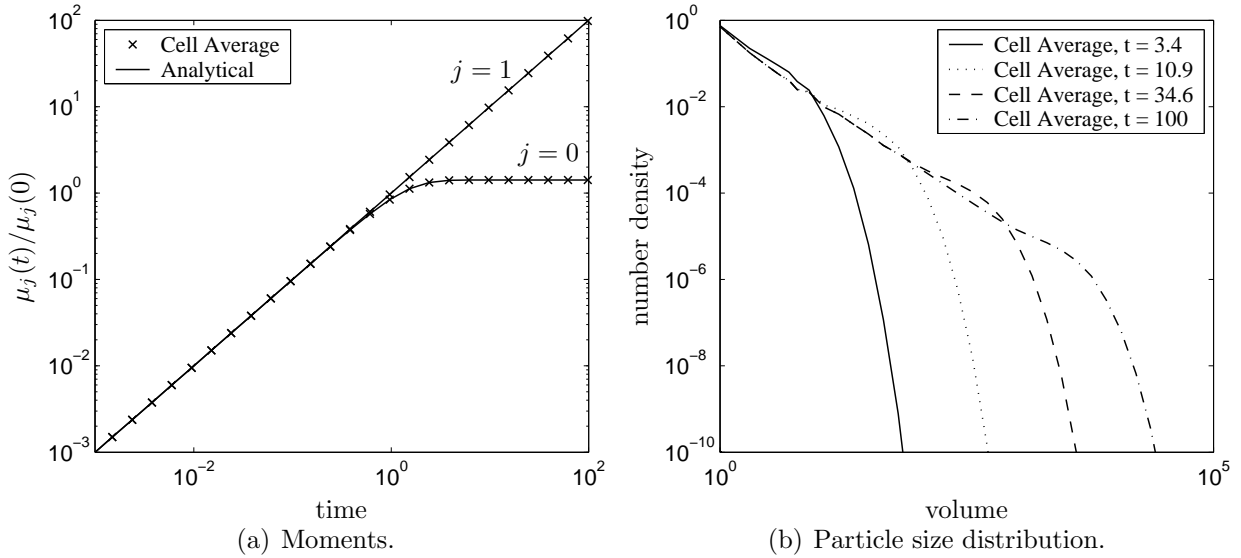 10^2
10^1
10^0
10^−1
10^−2
10^−3
μ_j(t)/μ_j(0)
Cell Average
Analytical
j = 1
j = 0
10^−2
10^0
10^2
time
(a) Moments.
10^0
10^−2
10^−4
10^−6
10^−8
10^−10
number density
Cell Average, t = 3.4
Cell Average, t = 10.9
Cell Average, t = 34.6
Cell Average, t = 100
10^0
10^5
volume
(b) Particle size distribution.